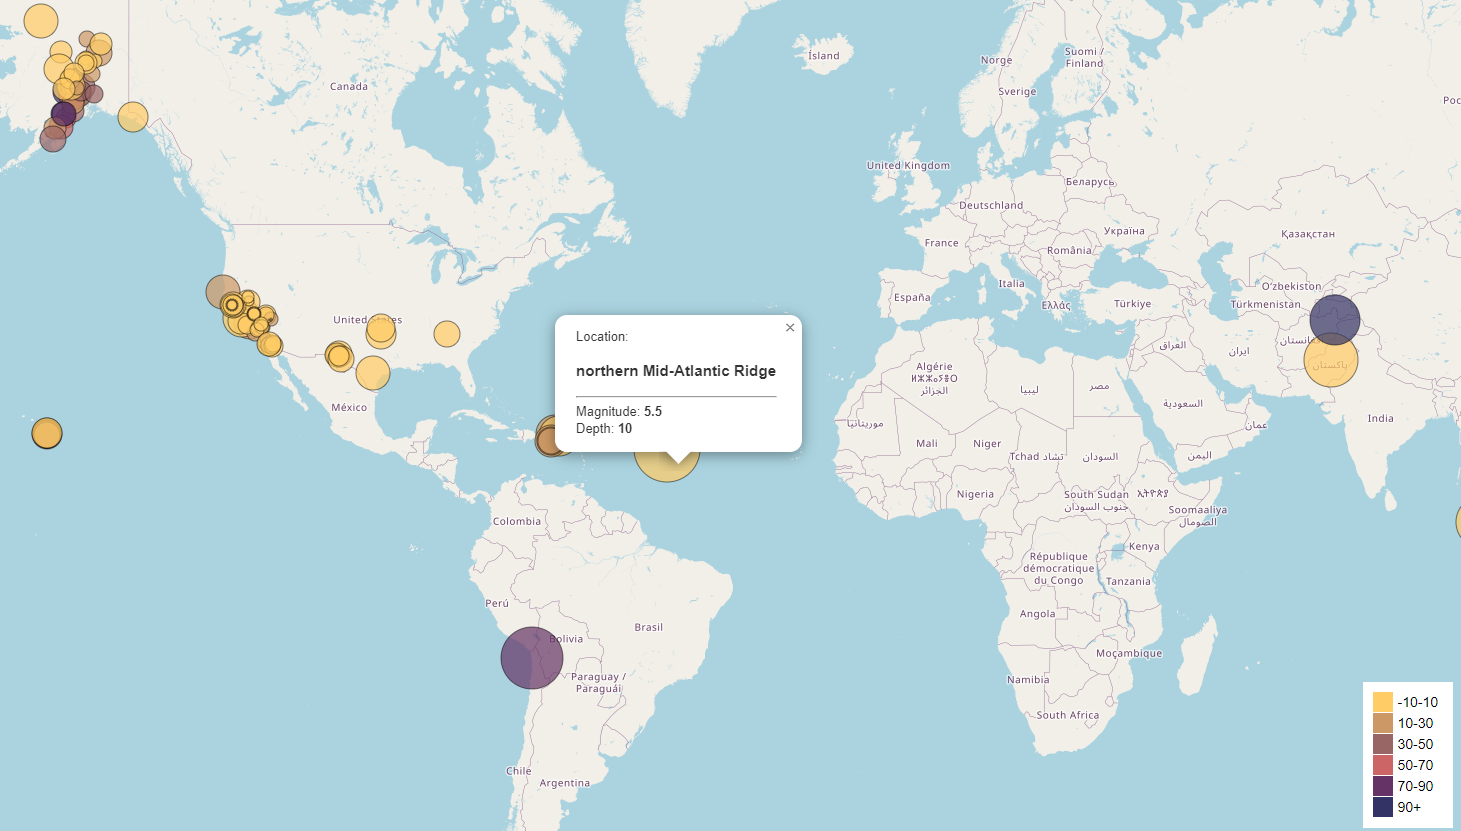 Ísland
Suomi /
Finland
Norge
Sverige
Canada
Рос
United Kingdom
Беларусь
Deutschland
Україна
Қазақстан
France
România
Italia
O'zbekiston
España
Ελλάς
Türkiye
Türkmenistan
United States
Location:
×
northern Mid-Atlantic Ridge
Magnitude: 5.5
Depth: 10
العراق
ایران
پاکستان
Algérie
ⵍⵣⵣⴰⵢⴻⵔ
الجزائر
ليبيا
مصر
السعودية
México
India
موريتانيا
عمان
Mali
Niger
Tchad تشاد
السودان
اليمن
Nigeria
South Sudan
جنوب السودان
ኢትዮጵያ
Soomaaliya
الصومال
Colombia
Kenya
République
démocratique
du Congo
Tanzania
Perú
Angola
Brasil
Bolivia
Moçambique
Paraguay /
Paraguái
Namibia
South Africa
Chile
Argentina
-10-10
10-30
30-50
50-70
70-90
90+